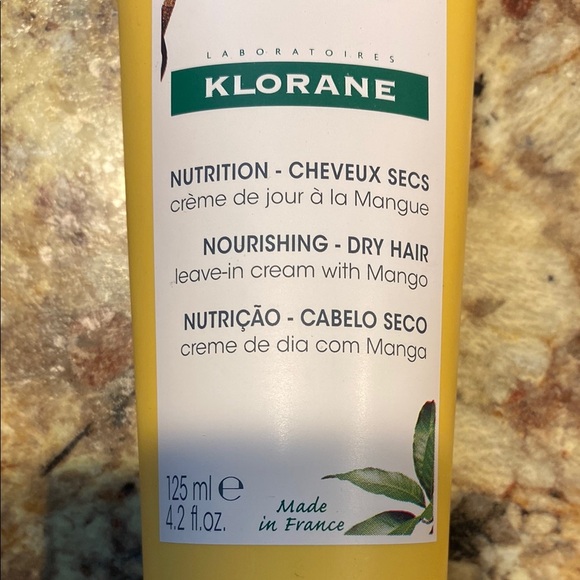 LABORATOIRES
KLORANE
NUTRITION - CHEVEUX SECS
crème de jour à la Mangue
NOURISHING - DRY HAIR
leave-in cream with Mango
NUTRIÇÃO - CABELO SECO
creme de dia com Manga
125 ml ℮
4.2 fl.oz.
Made
in France